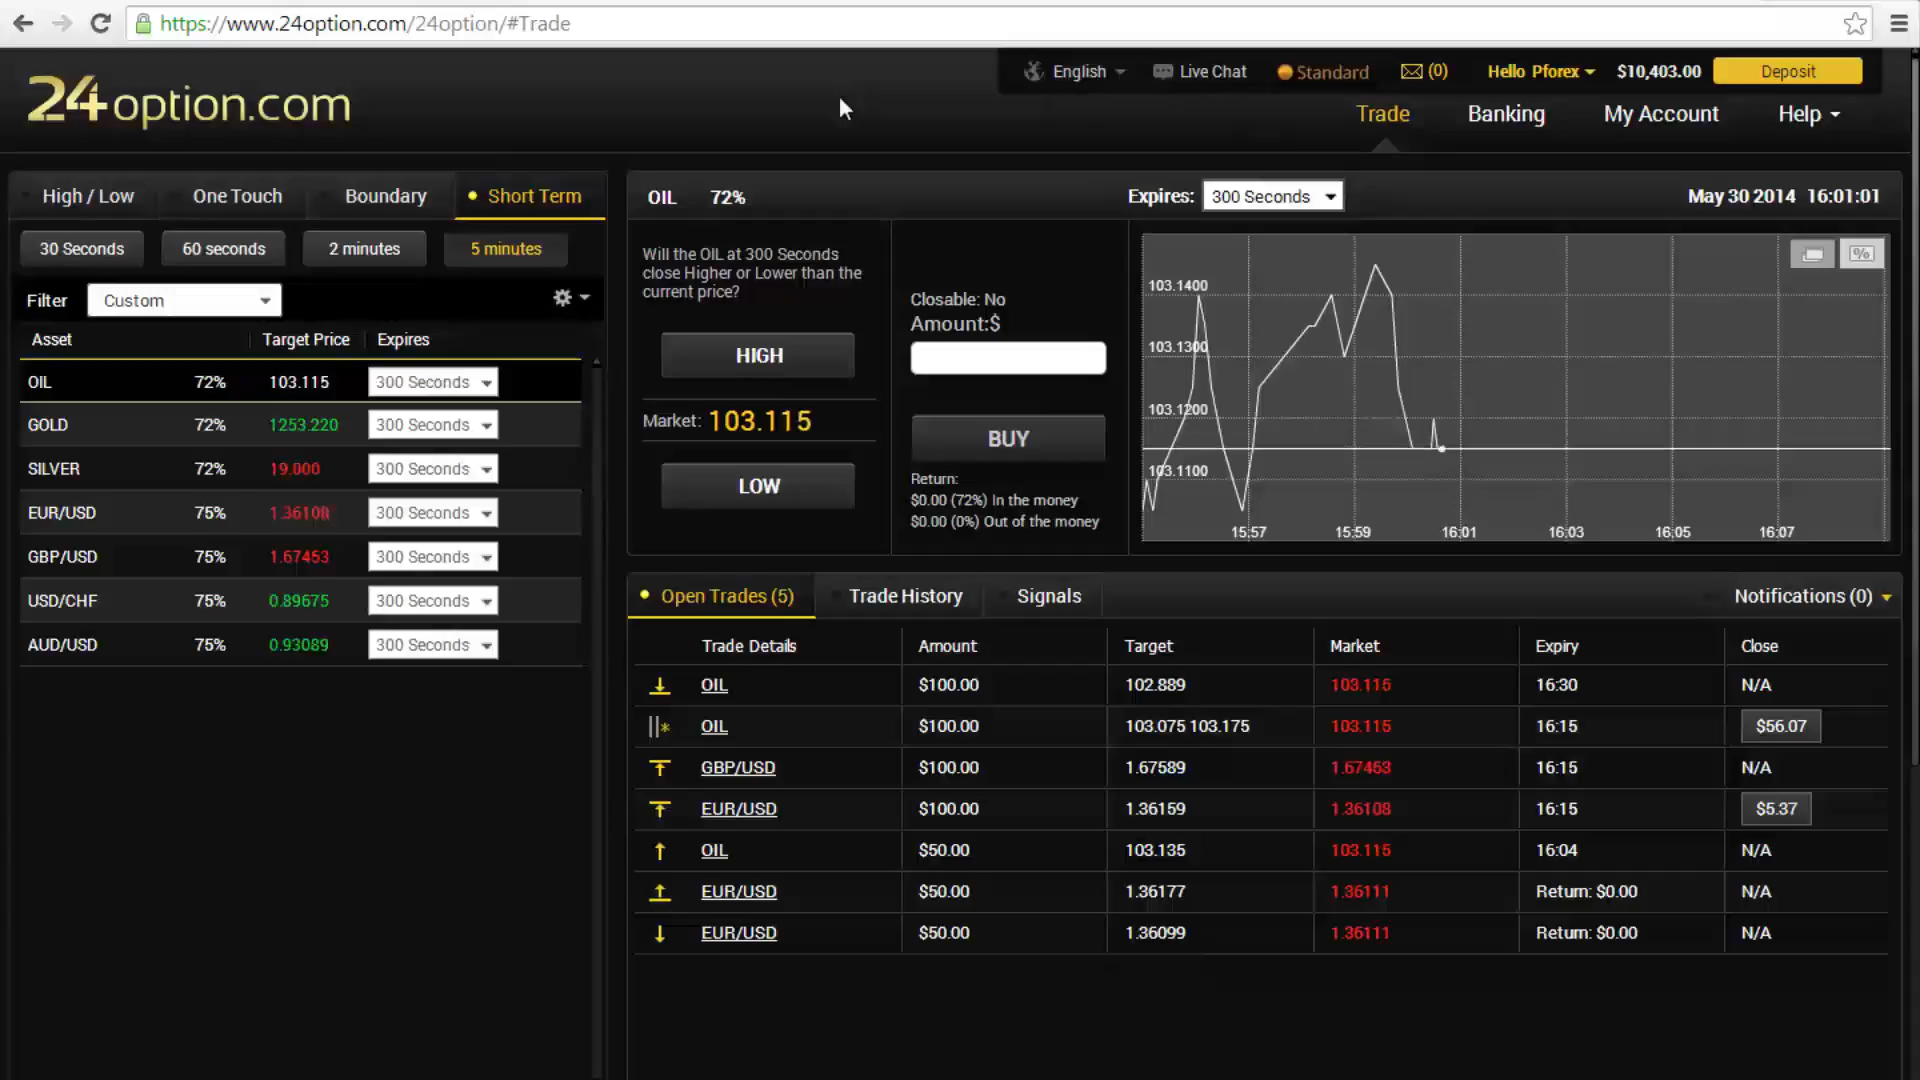 https://www.24option.com/24option/#Trade
English
Live Chat
Standard
(0)
Hello Pforex
$10,403.00
Deposit
24option.com
Trade
Banking
My Account
Help
High / Low
One Touch
Boundary
Short Term
30 Seconds
60 seconds
2 minutes
5 minutes
Filter
Custom
Asset
Target Price
Expires
OIL 72% 103.115 300 Seconds
GOLD 72% 1253.220 300 Seconds
SILVER 72% 19.000 300 Seconds
EUR/USD 75% 1.36108 300 Seconds
GBP/USD 75% 1.67453 300 Seconds
USD/CHF 75% 0.89675 300 Seconds
AUD/USD 75% 0.93089 300 Seconds
OIL 72%
Expires: 300 Seconds
May 30 2014 16:01:01
Will the OIL at 300 Seconds
close Higher or Lower than the
current price?
HIGH
Market: 103.115
LOW
Closable: No
Amount:$
BUY
Return:
$0.00 (72%) In the money
$0.00 (0%) Out of the money
%
103.1400
103.1300
103.1200
103.1100
15:57 15:59 16:01 16:03 16:05 16:07
Open Trades (5)
Trade History
Signals
Notifications (0)
Trade Details Amount Target Market Expiry Close
OIL $100.00 102.889 103.115 16:30 N/A
OIL $100.00 103.075 103.175 103.115 16:15 $56.07
GBP/USD $100.00 1.67589 1.67453 16:15 N/A
EUR/USD $100.00 1.36159 1.36108 16:15 $5.37
OIL $50.00 103.135 103.115 16:04 N/A
EUR/USD $50.00 1.36177 1.36111 Return: $0.00 N/A
EUR/USD $50.00 1.36099 1.36111 Return: $0.00 N/A